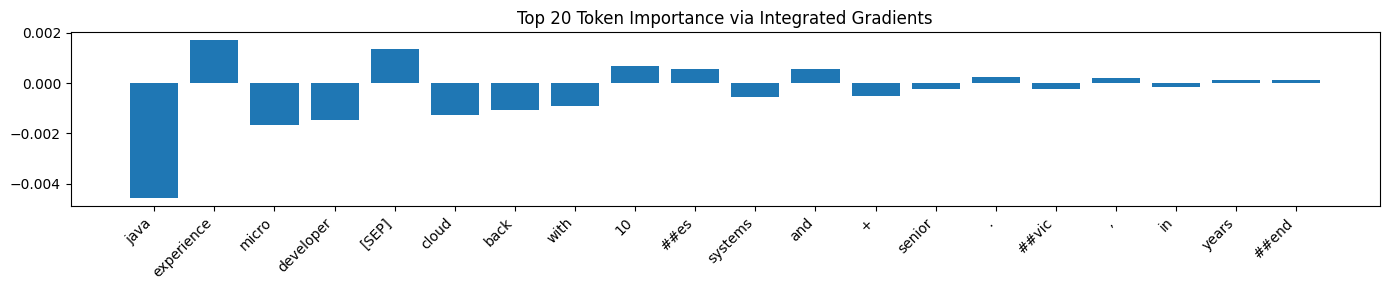 Top 20 Token Importance via Integrated Gradients
0.002
0.000
−0.002
−0.004
java
experience
micro
developer
[SEP]
cloud
back
with
10
##es
systems
and
+
senior
.
##vic
,
in
years
##end